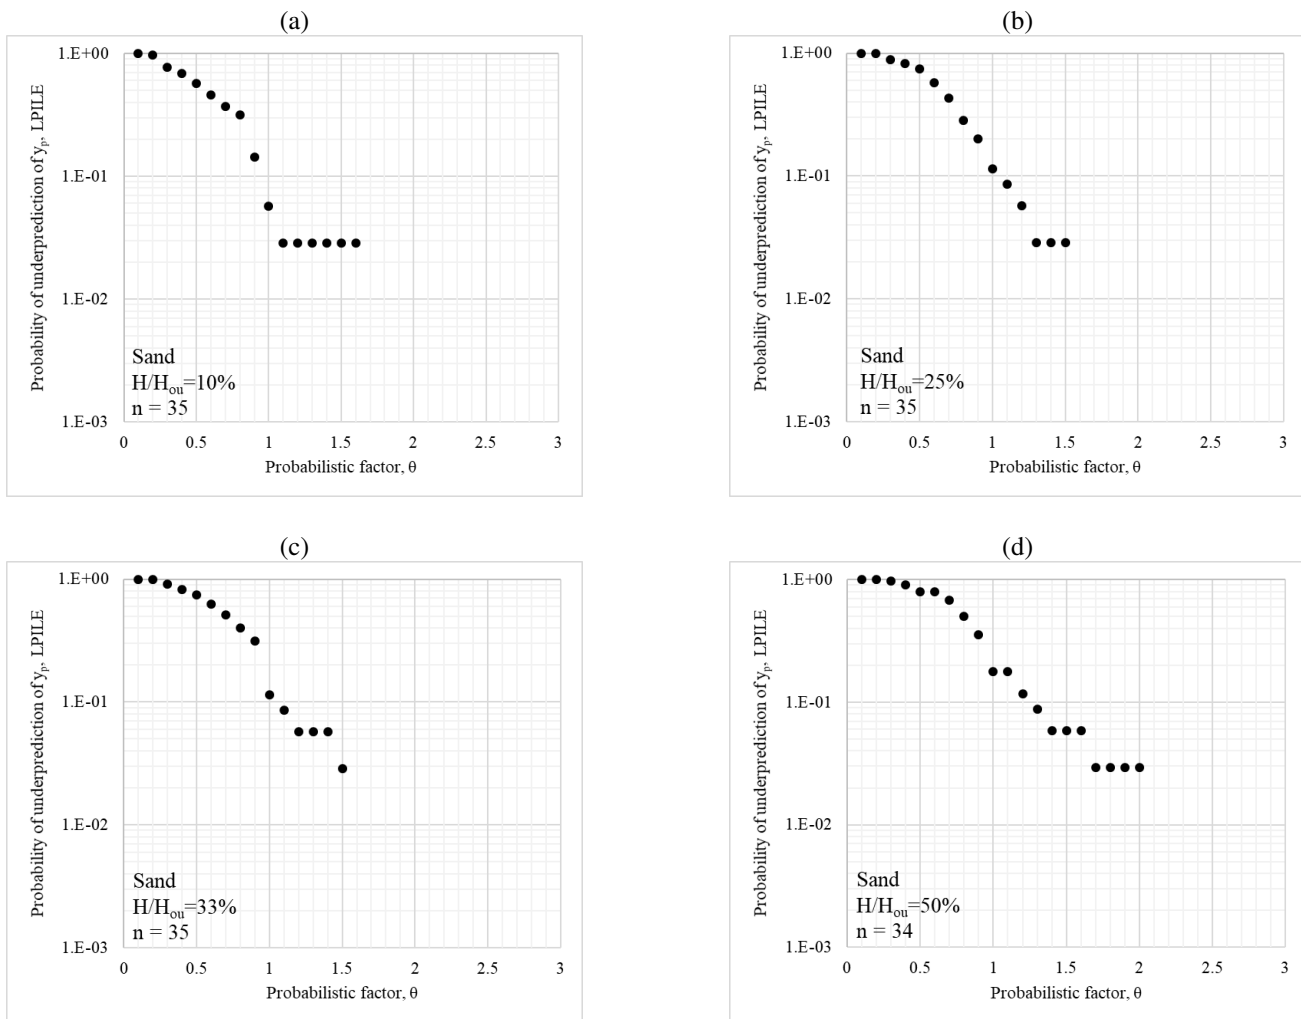 (a)
Probability of underprediction of yp, LPILE
1.E+00
1.E-01
1.E-02
1.E-03
Sand
H/Hou=10%
n = 35
0 0.5 1 1.5 2 2.5 3
Probabilistic factor, θ
(b)
Probability of underprediction of yp, LPILE
1.E+00
1.E-01
1.E-02
1.E-03
Sand
H/Hou=25%
n = 35
0 0.5 1 1.5 2 2.5 3
Probabilistic factor, θ
(c)
Probability of underprediction of yp, LPILE
1.E+00
1.E-01
1.E-02
1.E-03
Sand
H/Hou=33%
n = 35
0 0.5 1 1.5 2 2.5 3
Probabilistic factor, θ
(d)
Probability of underprediction of yp, LPILE
1.E+00
1.E-01
1.E-02
1.E-03
Sand
H/Hou=50%
n = 34
0 0.5 1 1.5 2 2.5 3
Probabilistic factor, θ